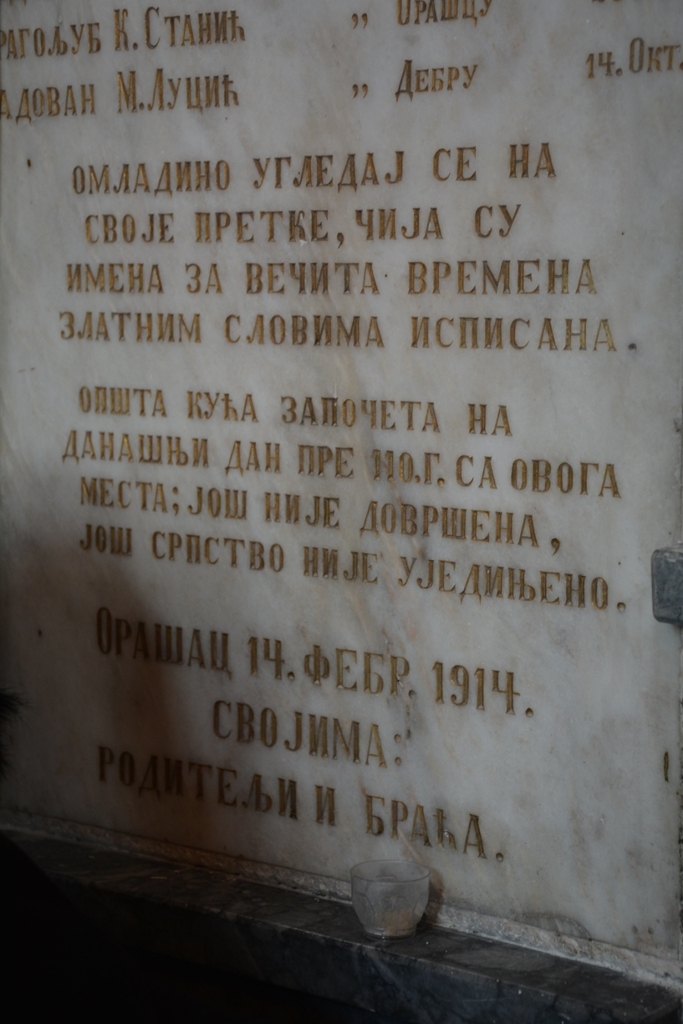 К. СТАНИЋ „ ОРАШЦУ
М. ЛУЦИЋ „ ДЕБРУ 14. ОКТ.
ОМЛАДИНО УГЛЕДАЈ СЕ НА
СВОЈЕ ПРЕТКЕ, ЧИЈА СУ
ИМЕНА ЗА ВЕЧИТА ВРЕМЕНА
ЗЛАТНИМ СЛОВИМА ИСПИСАНА.
ОПШТА КУЋА ЗАПОЧЕТА НА
ДАНАШЊИ ДАН ПРЕ 110.Г. СА ОВОГА
МЕСТА; ЈОШ НИЈЕ ДОВРШЕНА,
ЈОШ СРПСТВО НИЈЕ УЈЕДИЊЕНО.
ОРАШАЦ 14. ФЕБР. 1914.
СВОЈИМА:
РОДИТЕЉИ И БРАЋА.